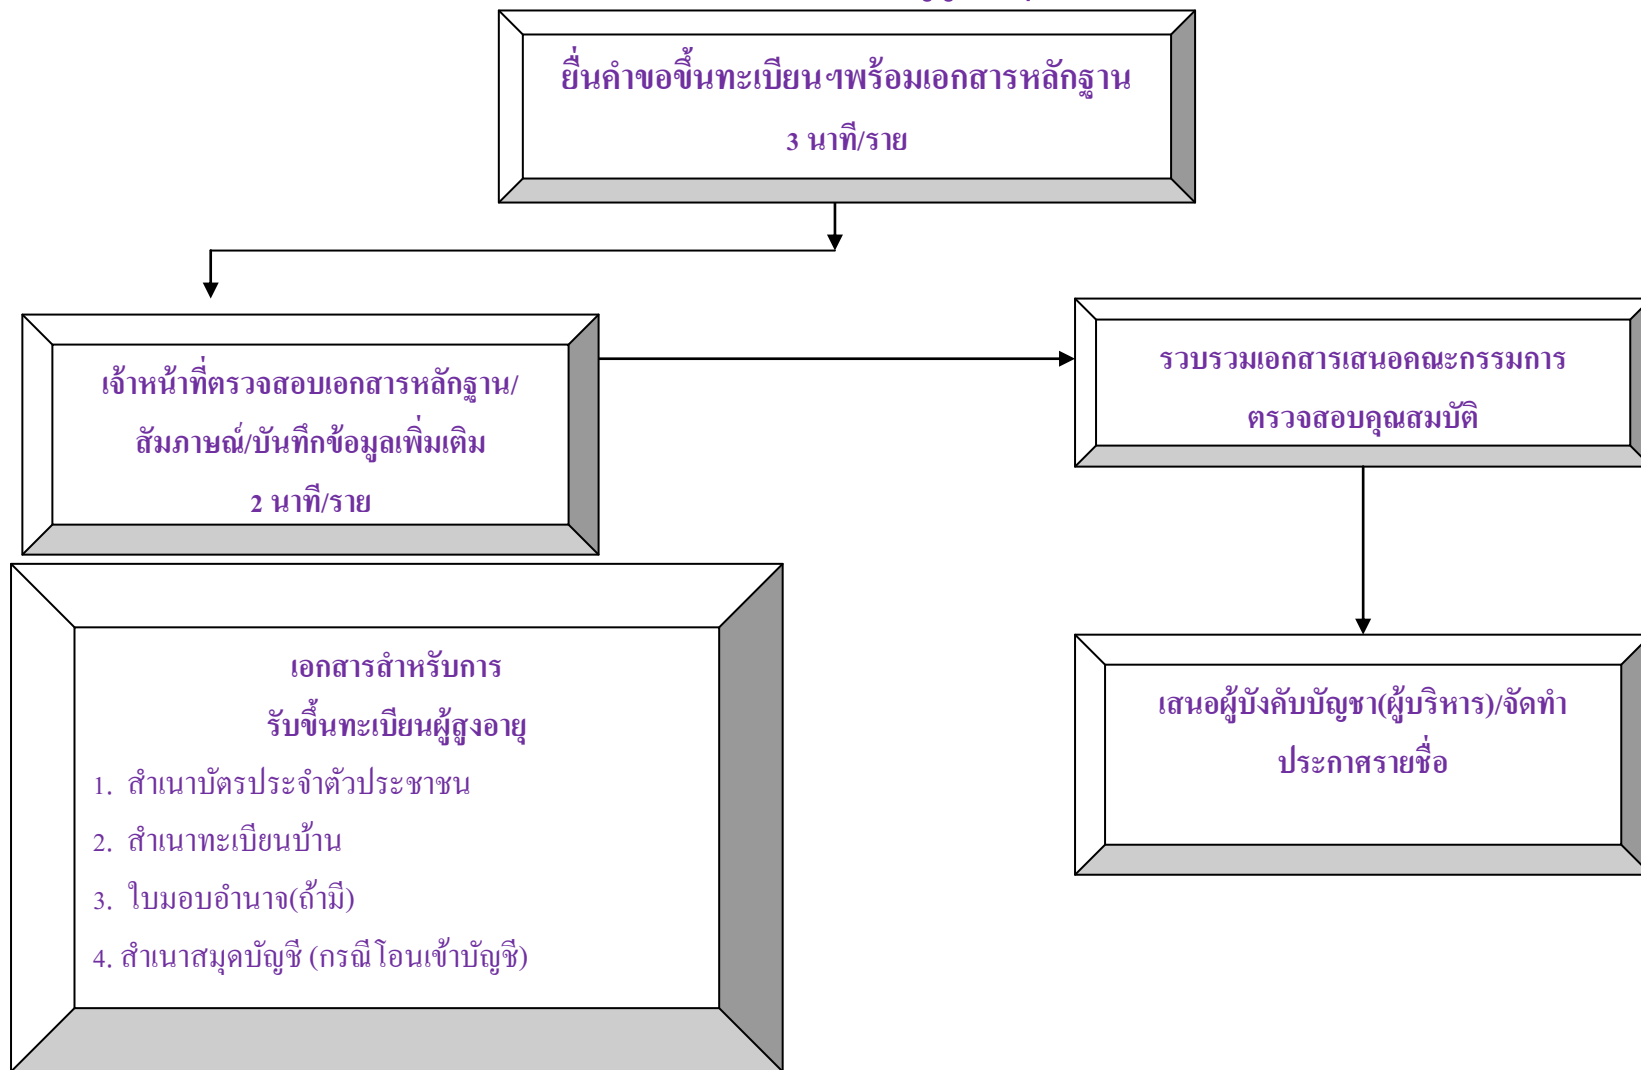 ยื่นคำขอขึ้นทะเบียนฯพร้อมเอกสารหลักฐาน
3 นาที/ราย
เจ้าหน้าที่ตรวจสอบเอกสารหลักฐาน/
สัมภาษณ์/บันทึกข้อมูลเพิ่มเติม
2 นาที/ราย
รวบรวมเอกสารเสนอคณะกรรมการ
ตรวจสอบคุณสมบัติ
เอกสารสำหรับการ
รับขึ้นทะเบียนผู้สูงอายุ
1. สำเนาบัตรประจำตัวประชาชน
2. สำเนาทะเบียนบ้าน
3. ใบมอบอำนาจ(ถ้ามี)
4. สำเนาสมุดบัญชี (กรณีโอนเข้าบัญชี)
เสนอผู้บังคับบัญชา(ผู้บริหาร)/จัดทำ
ประกาศรายชื่อ